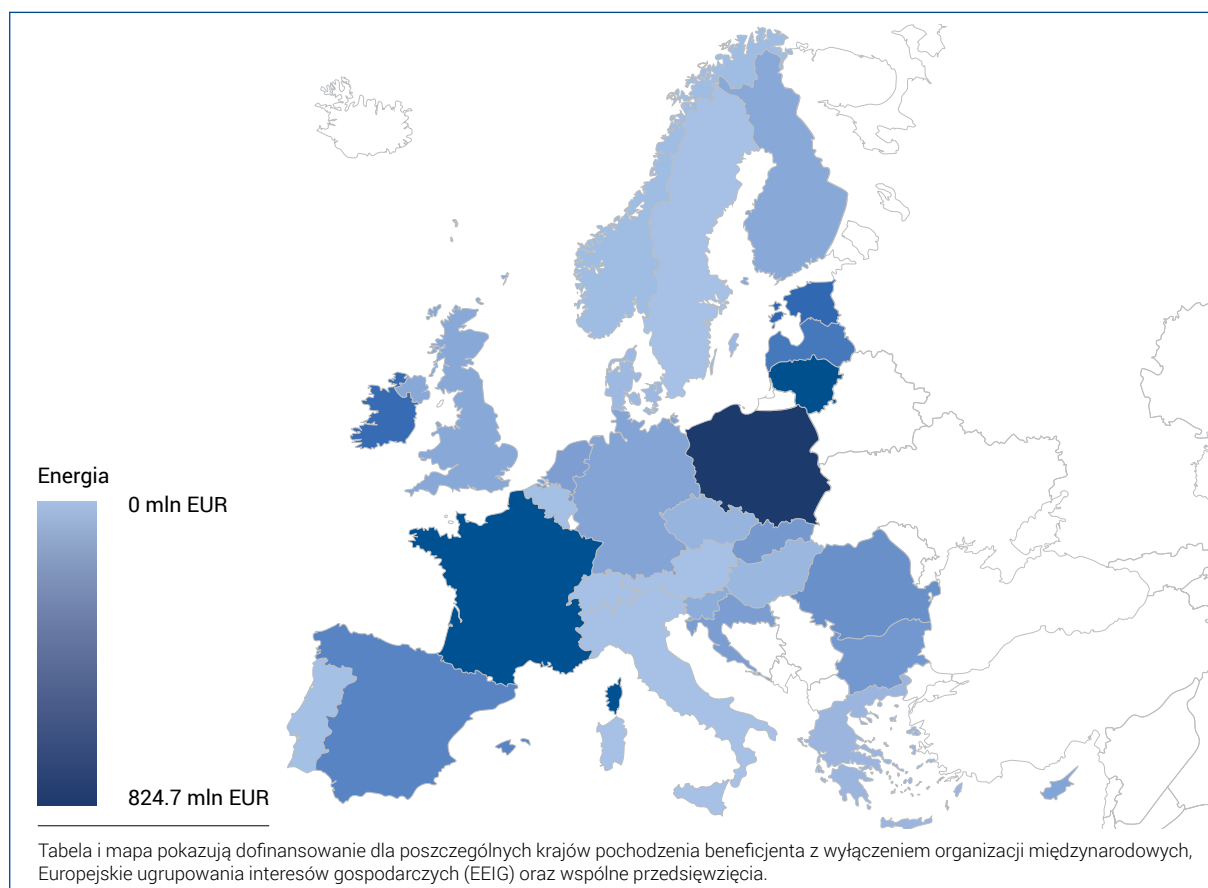 Energia
0 mln EUR
824.7 mln EUR
Tabela i mapa pokazują dofinansowanie dla poszczególnych krajów pochodzenia beneficjenta z wyłączeniem organizacji międzynarodowych,
Europejskie ugrupowania interesów gospodarczych (EEIG) oraz wspólne przedsięwzięcia.